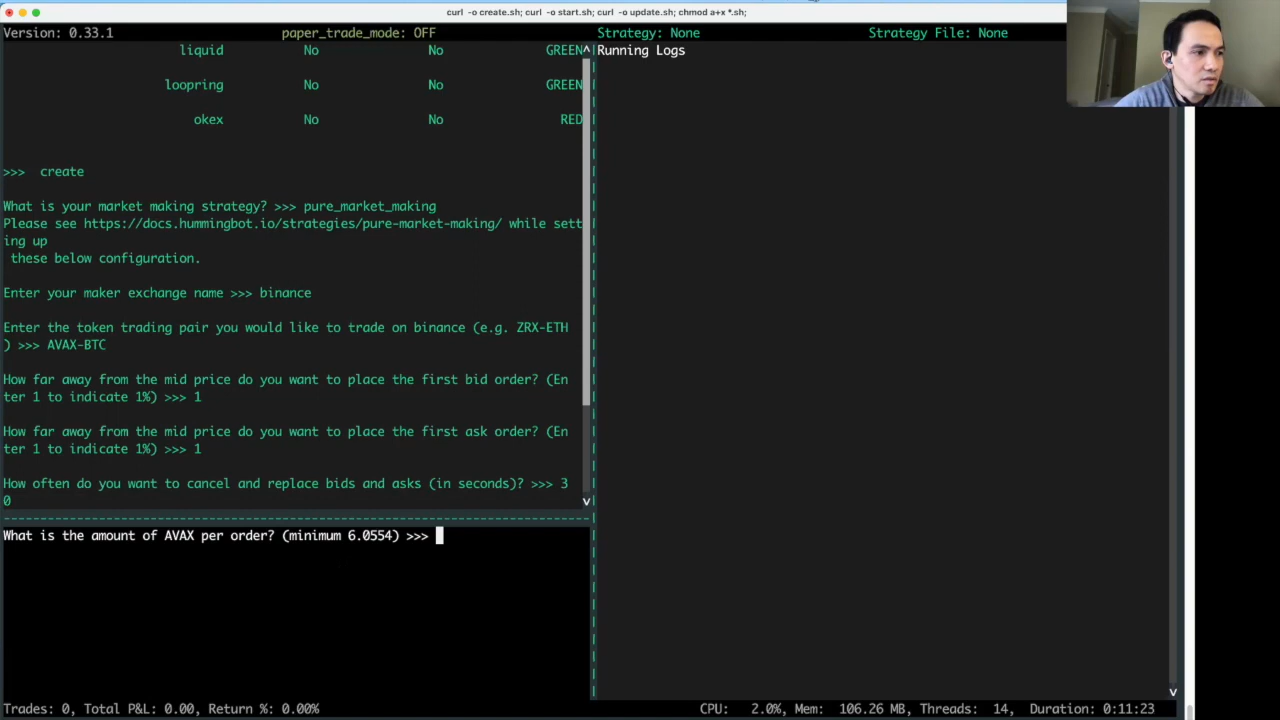 curl -o create.sh; curl -o start.sh; curl -o update.sh; chmod a+x *.sh;
Version: 0.33.1 paper_trade_mode: OFF Strategy: None Strategy File: None
liquid No No GREEN^
loopring No No GREEN
okex No No RED
>>> create
What is your market making strategy? >>> pure_market_making
Please see https://docs.hummingbot.io/strategies/pure-market-making/ while sett
ing up
these below configuration.
Enter your maker exchange name >>> binance
Enter the token trading pair you would like to trade on binance (e.g. ZRX-ETH
) >>> AVAX-BTC
How far away from the mid price do you want to place the first bid order? (En
ter 1 to indicate 1%) >>> 1
How far away from the mid price do you want to place the first ask order? (En
ter 1 to indicate 1%) >>> 1
How often do you want to cancel and replace bids and asks (in seconds)? >>> 3
0 v
What is the amount of AVAX per order? (minimum 6.0554) >>>
Running Logs
v
Trades: 0, Total P&L: 0.00, Return %: 0.00% CPU: 2.0%, Mem: 106.26 MB, Threads: 14, Duration: 0:11:23